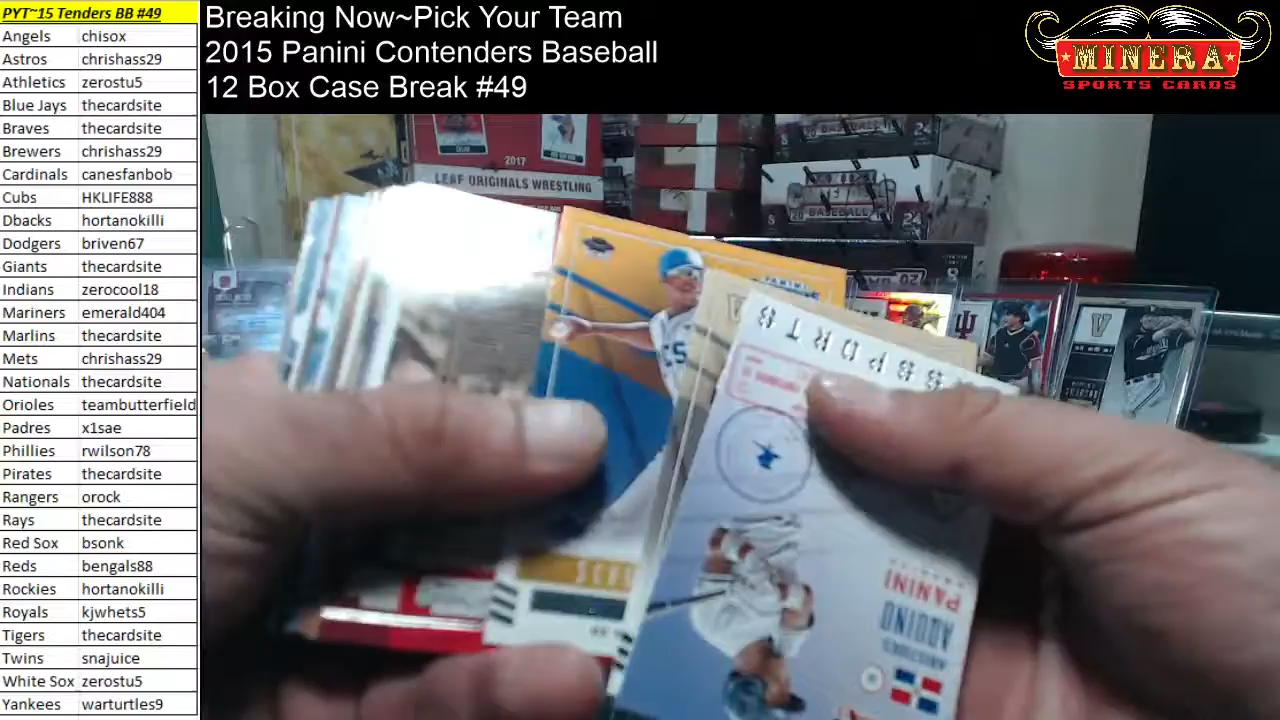 PYT~15 Tenders BB #49
Angels chisox
Astros chrishass29
Athletics zerostu5
Blue Jays thecardsite
Braves thecardsite
Brewers chrishass29
Cardinals canesfanbob
Cubs HKLIFE888
Dbacks hortanokilli
Dodgers briven67
Giants thecardsite
Indians zerocool18
Mariners emerald404
Marlins thecardsite
Mets chrishass29
Nationals thecardsite
Orioles teambutterfield
Padres x1sae
Phillies rwilson78
Pirates thecardsite
Rangers orock
Rays thecardsite
Red Sox bsonk
Reds bengals88
Rockies hortanokilli
Royals kjwhets5
Tigers thecardsite
Twins snajuice
White Sox zerostu5
Yankees warturtles9
Breaking Now~Pick Your Team
2015 Panini Contenders Baseball
12 Box Case Break #49
MINERA
SPORTS CARDS
2017
LEAF ORIGINALS WRESTLING
BASEBALL
24
PANINI
AQUINO
ARISTIDES